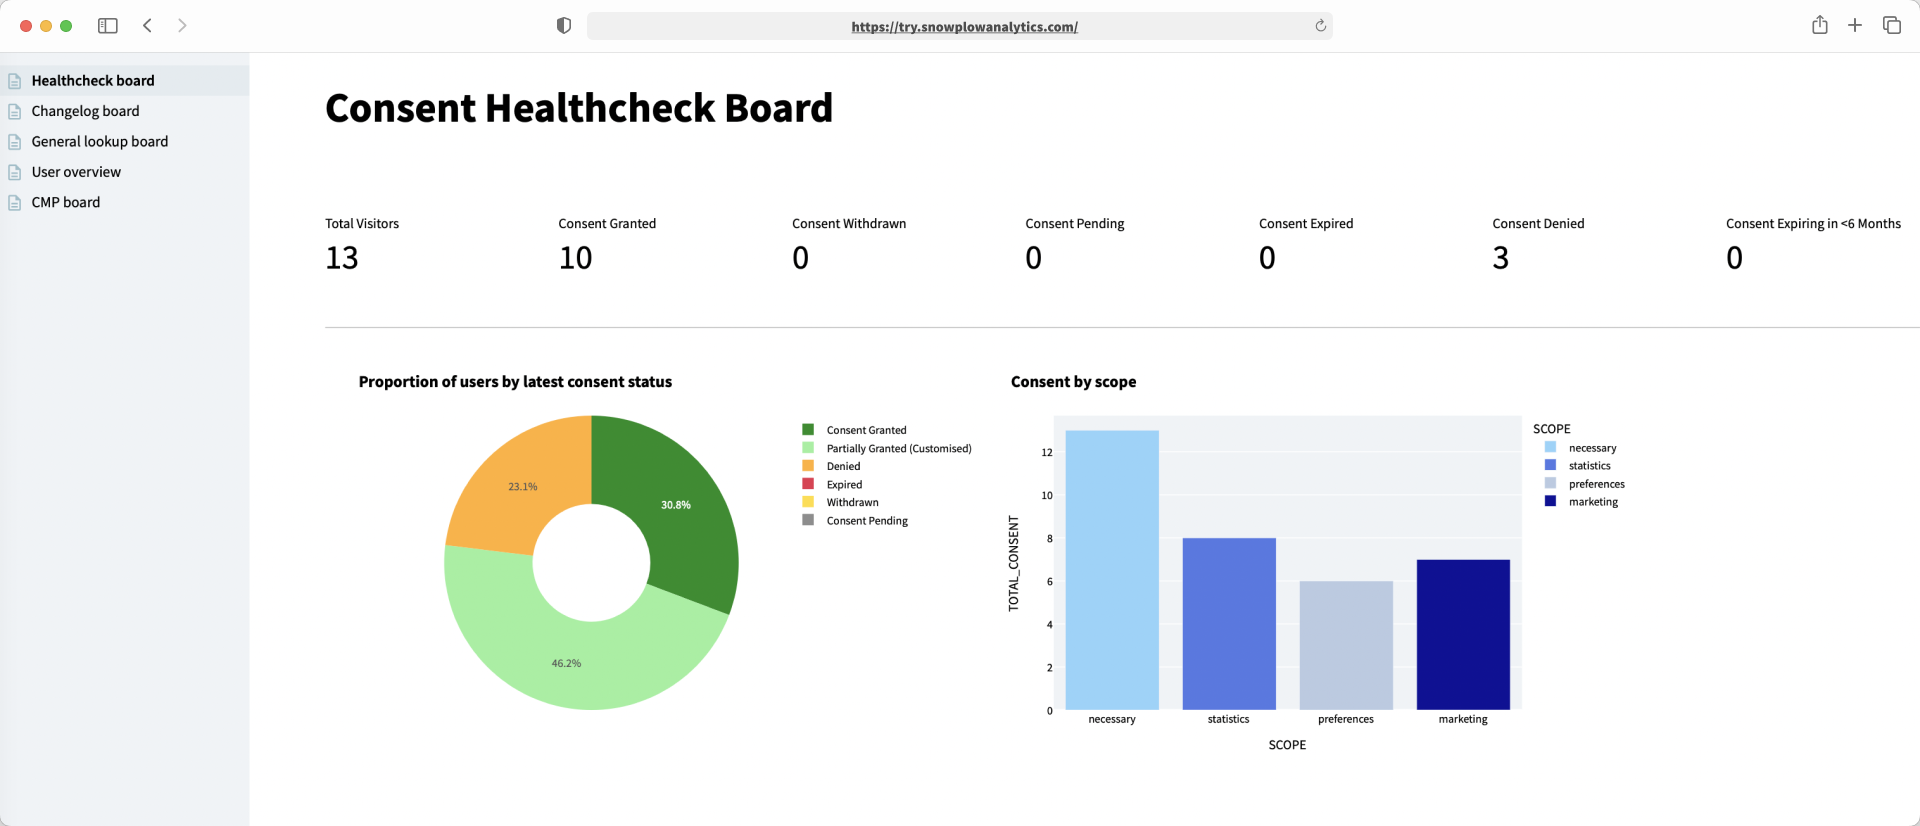 https://try.snowplowanalytics.com/
Healthcheck board
Changelog board
General lookup board
User overview
CMP board
Consent Healthcheck Board
Total Visitors
13
Consent Granted
10
Consent Withdrawn
0
Consent Pending
0
Consent Expired
0
Consent Denied
3
Consent Expiring in <6 Months
0
Proportion of users by latest consent status
23.1%
30.8%
46.2%
Consent Granted
Partially Granted (Customised)
Denied
Expired
Withdrawn
Consent Pending
Consent by scope
TOTAL_CONSENT
12
10
8
6
4
2
0
necessary
statistics
preferences
marketing
SCOPE
SCOPE
necessary
statistics
preferences
marketing